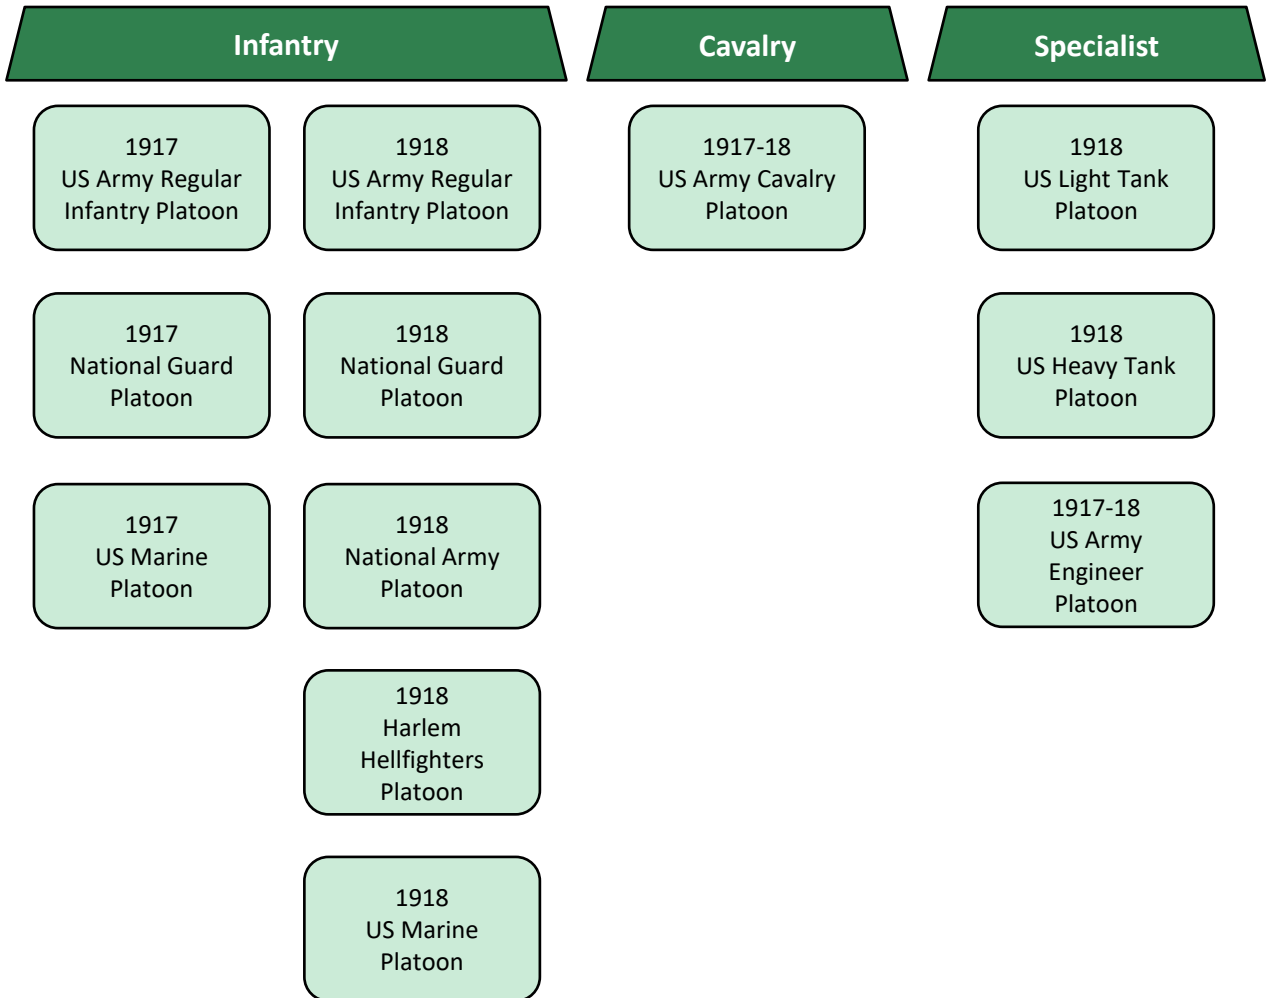 Infantry
Cavalry
Specialist
1917
US Army Regular
Infantry Platoon
1918
US Army Regular
Infantry Platoon
1917-18
US Army Cavalry
Platoon
1918
US Light Tank
Platoon
1917
National Guard
Platoon
1918
National Guard
Platoon
1918
US Heavy Tank
Platoon
1917
US Marine
Platoon
1918
National Army
Platoon
1917-18
US Army
Engineer
Platoon
1918
Harlem
Hellfighters
Platoon
1918
US Marine
Platoon